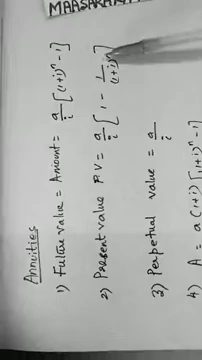 Annuities
1) Future value = Amount = a/i [(1+i)^n - 1]
2) Present value P.V = a/i [1 - 1/(1+i)^n]
3) Perpetual value = a/i
4) A = a(1+i) [(1+i)^n - 1]